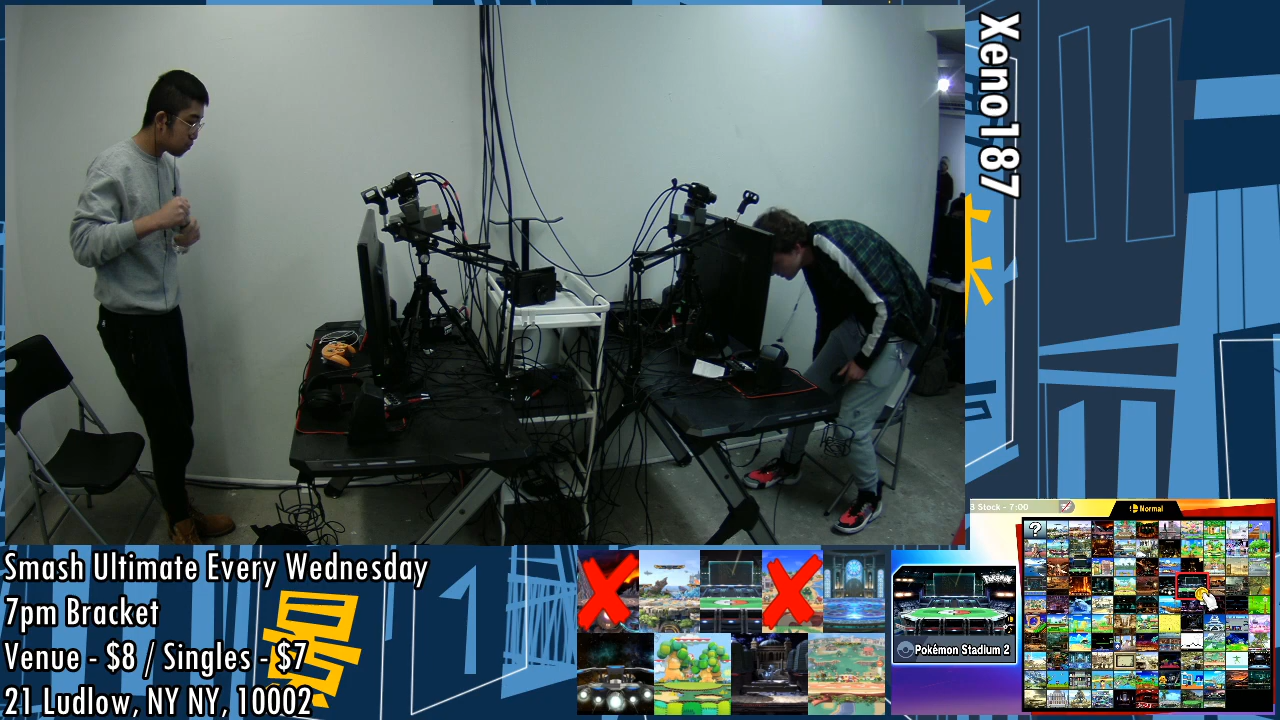 Xeno187
3 Stock - 7:00
Normal
Pokémon Stadium 2
Smash Ultimate Every Wednesday
7pm Bracket
Venue - $8 / Singles - $7
21 Ludlow, NY NY, 10002